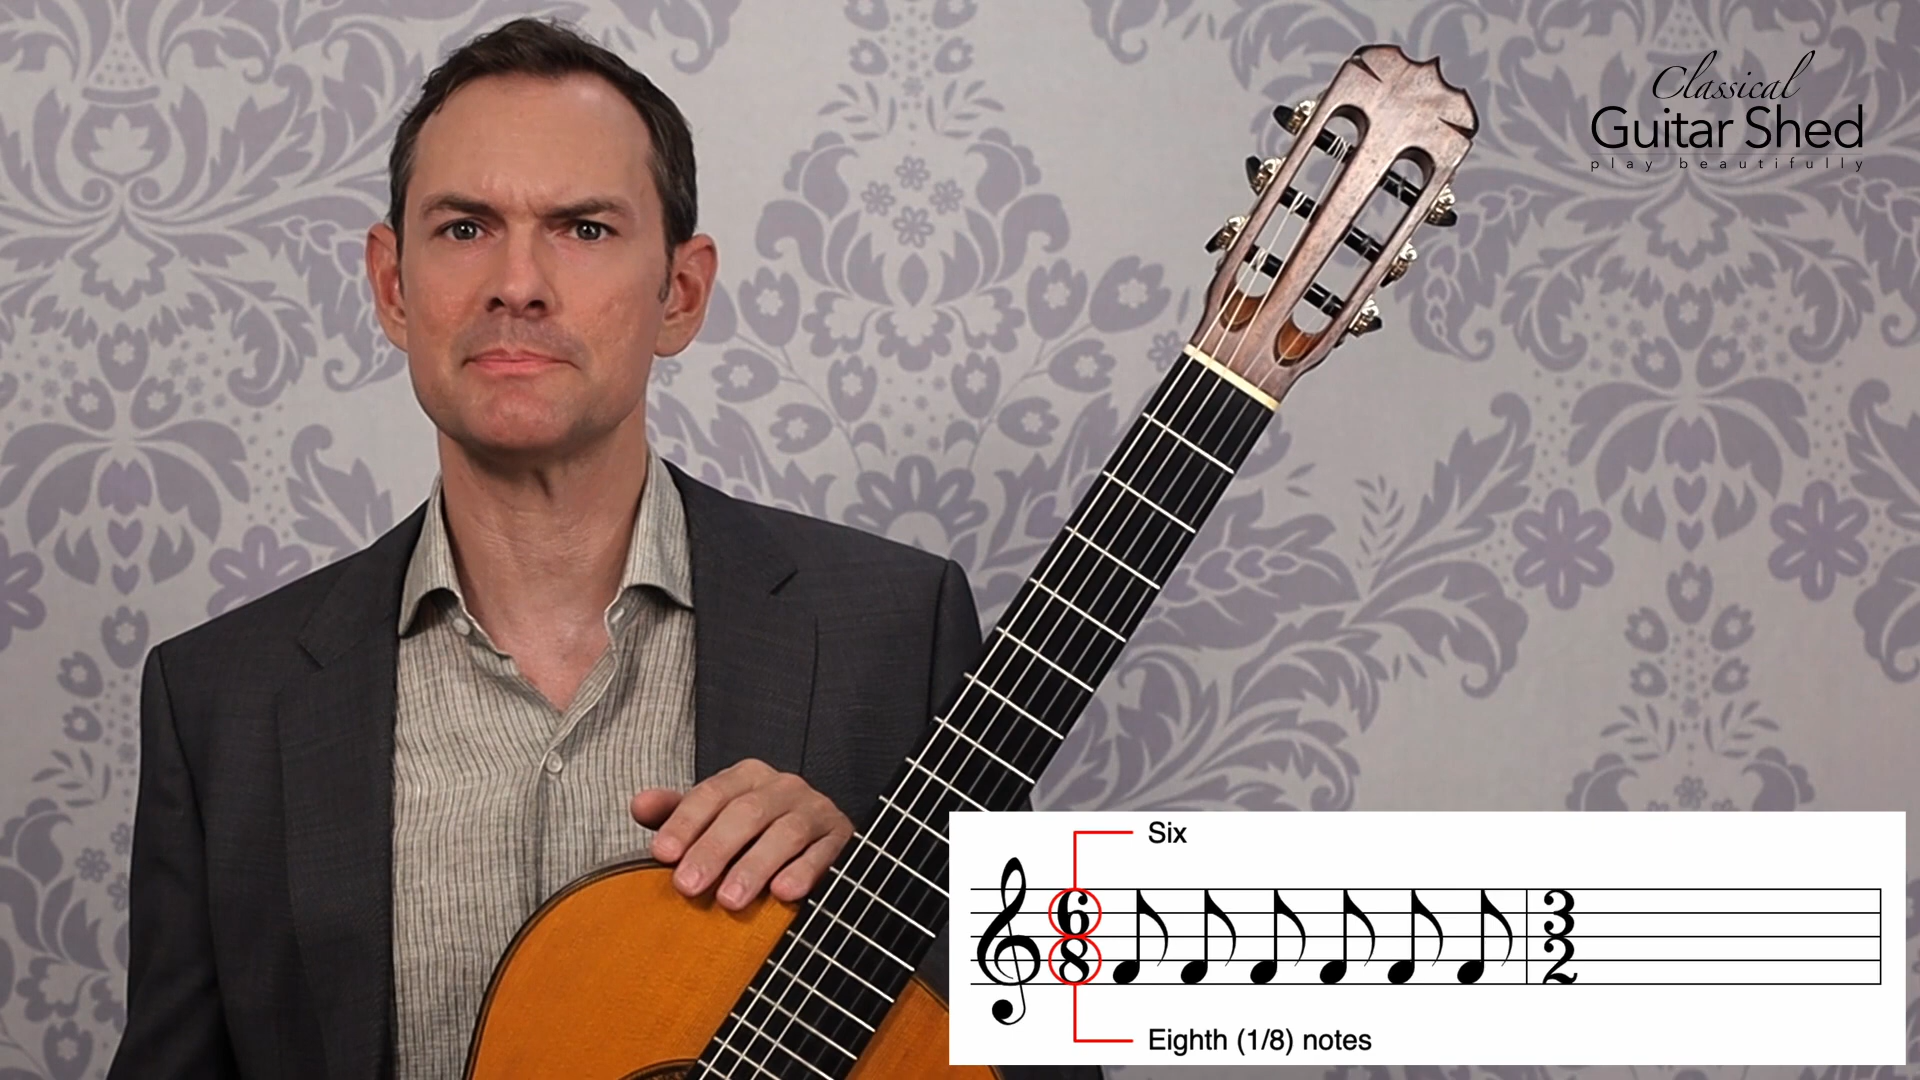 Classical
Guitar Shed
play beautifully
Six
6
8
3
2
Eighth (1/8) notes